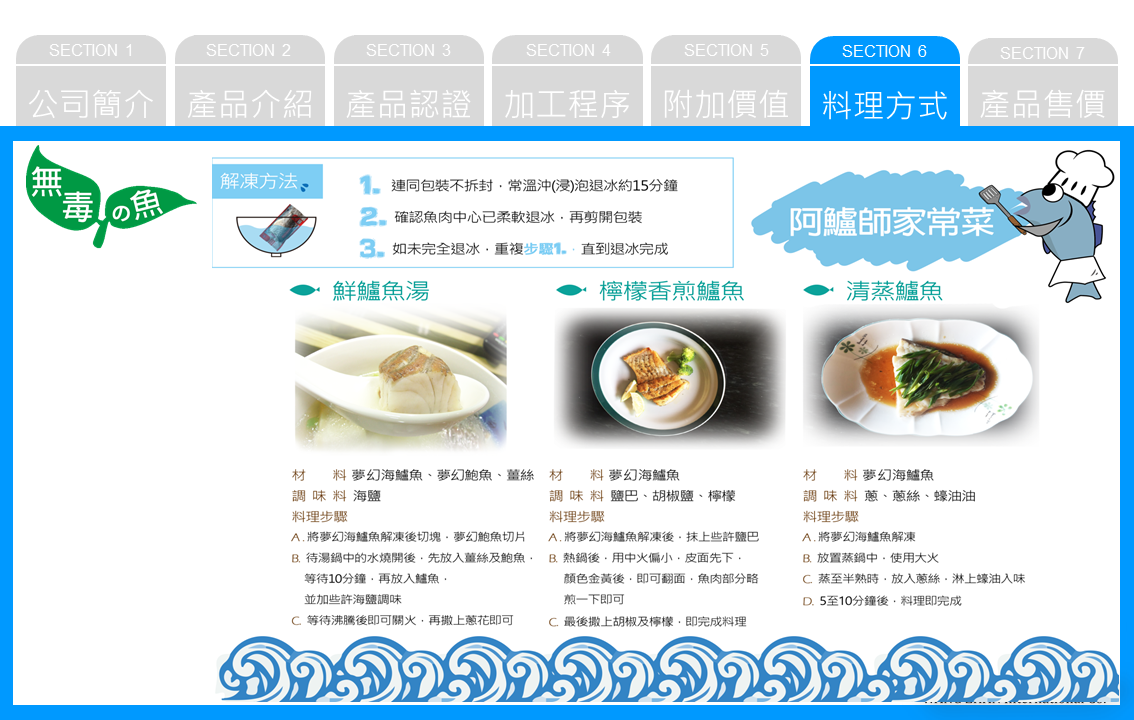 SECTION 1
SECTION 2
SECTION 3
SECTION 4
SECTION 5
SECTION 6
SECTION 7
公司簡介
產品介紹
產品認證
加工程序
附加價值
料理方式
產品售價
無毒の魚
解凍方法
1. 連同包裝不拆封，常溫沖(浸)泡退冰約15分鐘
2. 確認魚肉中心已柔軟退冰，再剪開包裝
3. 如未完全退冰，重複步驟1.，直到退冰完成
阿鱸師家常菜
鮮鱸魚湯
材 料 夢幻海鱸魚、夢幻鮑魚、薑絲
調 味 料 海鹽
料理步驟
A. 將夢幻海鱸魚解凍後切塊，夢幻鮑魚切片
B. 待湯鍋中的水燒開後，先放入薑絲及鮑魚，
等待10分鐘，再放入鱸魚，
並加些許海鹽調味
C. 等待沸騰後即可關火，再撒上蔥花即可
檸檬香煎鱸魚
材 料 夢幻海鱸魚
調 味 料 鹽巴、胡椒鹽、檸檬
料理步驟
A. 將夢幻海鱸魚解凍後，抹上些許鹽巴
B. 熱鍋後，用中火偏小，皮面先下，
顏色金黃後，即可翻面，魚肉部分略
煎一下即可
C. 最後撒上胡椒及檸檬，即完成料理
清蒸鱸魚
材 料 夢幻海鱸魚
調 味 料 蔥、蔥絲、蠔油油
料理步驟
A. 將夢幻海鱸魚解凍
B. 放置蒸鍋中，使用大火
C. 蒸至半熟時，放入蔥絲，淋上蠔油入味
D. 5至10分鐘後，料理即完成